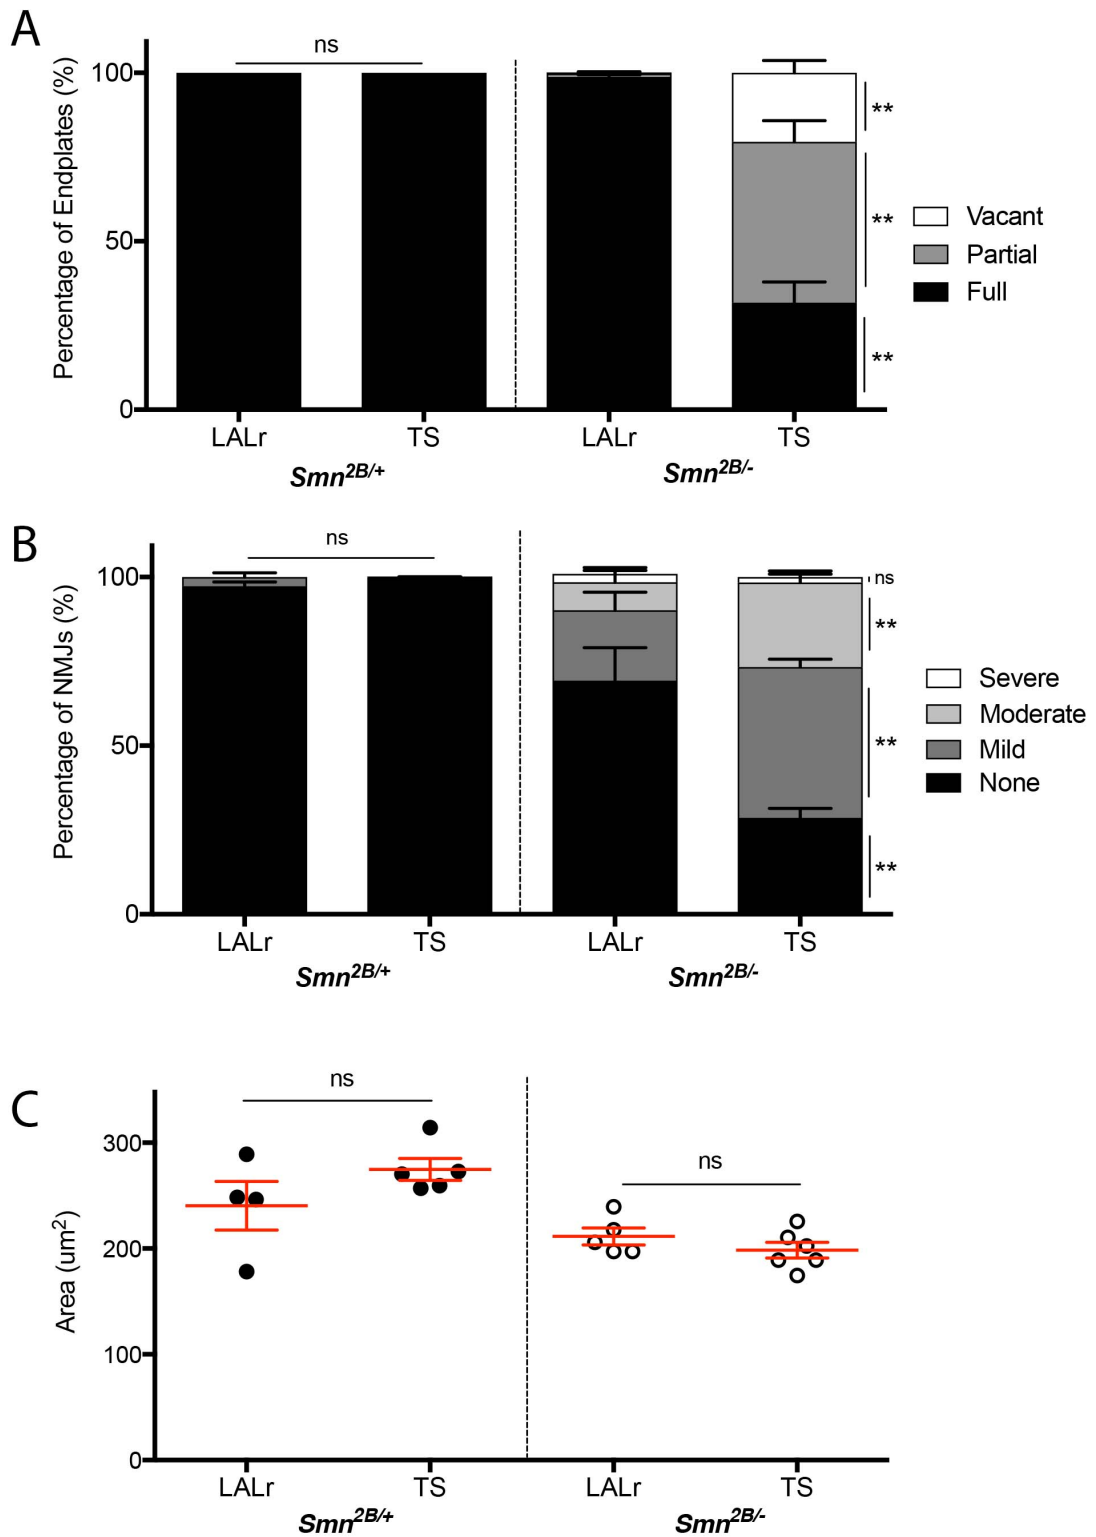 A
ns
Percentage of Endplates (%)
100
50
0
**
**
**
Vacant
Partial
Full
LALr
TS
LALr
TS
Smn2B/+
Smn2B/-
B
ns
Percentage of NMJs (%)
100
50
0
ns
**
**
**
Severe
Moderate
Mild
None
LALr
TS
LALr
TS
Smn2B/+
Smn2B/-
C
ns
ns
Area (um2)
300
200
100
0
LALr
TS
LALr
TS
Smn2B/+
Smn2B/-